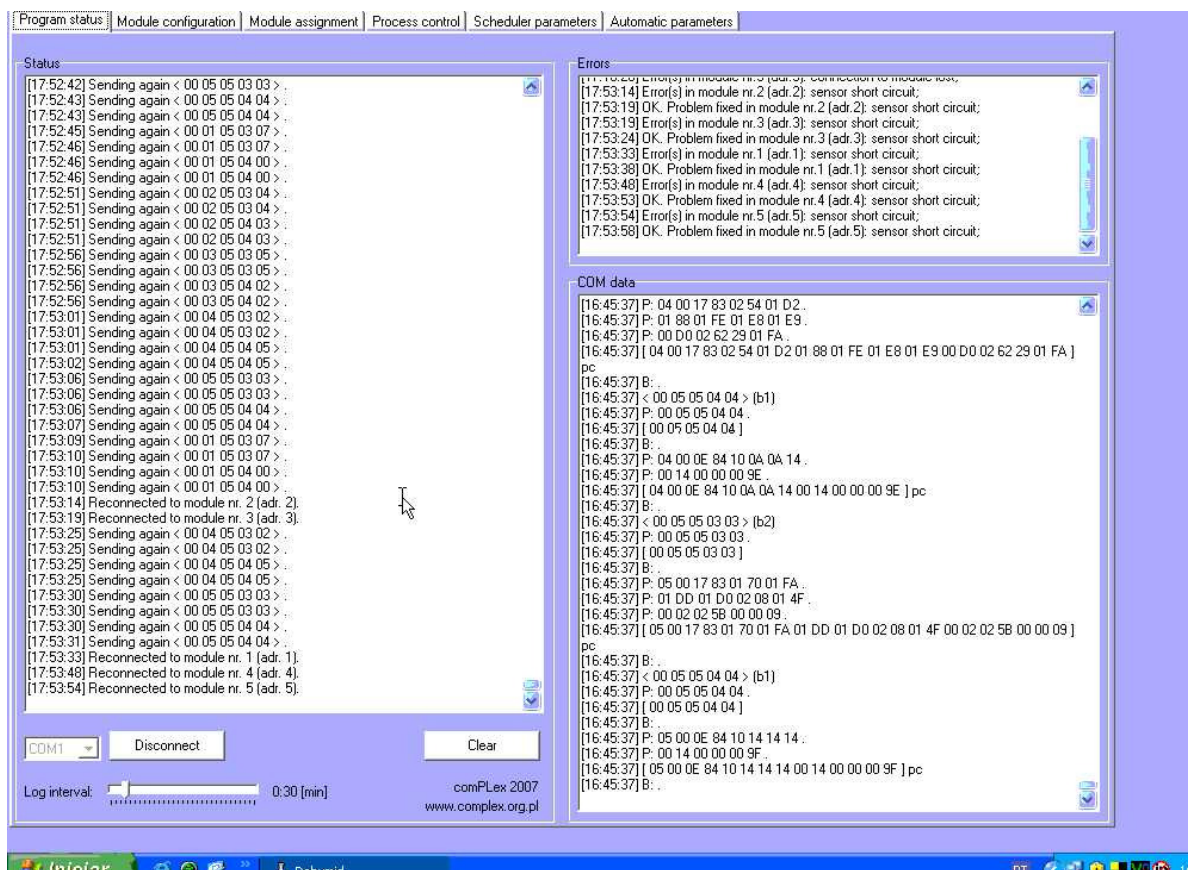 Program status Module configuration Module assignment Process control Scheduler parameters Automatic parameters
Status
[17:52:42] Sending again < 00 05 05 03 03 > .
[17:52:43] Sending again < 00 05 05 04 04 > .
[17:52:43] Sending again < 00 05 05 04 04 > .
[17:52:45] Sending again < 00 01 05 03 07 > .
[17:52:46] Sending again < 00 01 05 03 07 > .
[17:52:46] Sending again < 00 01 05 04 00 > .
[17:52:46] Sending again < 00 01 05 04 00 > .
[17:52:51] Sending again < 00 02 05 03 04 > .
[17:52:51] Sending again < 00 02 05 03 04 > .
[17:52:51] Sending again < 00 02 05 04 03 > .
[17:52:51] Sending again < 00 02 05 04 03 > .
[17:52:56] Sending again < 00 03 05 03 05 > .
[17:52:56] Sending again < 00 03 05 03 05 > .
[17:52:56] Sending again < 00 03 05 04 02 > .
[17:52:56] Sending again < 00 03 05 04 02 > .
[17:53:01] Sending again < 00 04 05 03 02 > .
[17:53:01] Sending again < 00 04 05 03 02 > .
[17:53:01] Sending again < 00 04 05 04 05 > .
[17:53:02] Sending again < 00 04 05 04 05 > .
[17:53:06] Sending again < 00 05 05 03 03 > .
[17:53:06] Sending again < 00 05 05 03 03 > .
[17:53:06] Sending again < 00 05 05 04 04 > .
[17:53:07] Sending again < 00 05 05 04 04 > .
[17:53:09] Sending again < 00 01 05 03 07 > .
[17:53:10] Sending again < 00 01 05 03 07 > .
[17:53:10] Sending again < 00 01 05 04 00 > .
[17:53:10] Sending again < 00 01 05 04 00 > .
[17:53:14] Reconnected to module nr. 2 (adr. 2).
[17:53:19] Reconnected to module nr. 3 (adr. 3).
[17:53:25] Sending again < 00 04 05 03 02 > .
[17:53:25] Sending again < 00 04 05 03 02 > .
[17:53:25] Sending again < 00 04 05 04 05 > .
[17:53:25] Sending again < 00 04 05 04 05 > .
[17:53:30] Sending again < 00 05 05 03 03 > .
[17:53:30] Sending again < 00 05 05 03 03 > .
[17:53:30] Sending again < 00 05 05 04 04 > .
[17:53:31] Sending again < 00 05 05 04 04 > .
[17:53:33] Reconnected to module nr. 1 (adr. 1).
[17:53:48] Reconnected to module nr. 4 (adr. 4).
[17:53:54] Reconnected to module nr. 5 (adr. 5).
COM1 Disconnect Clear
Log interval: 0:30 [min]
comPLex 2007
www.complex.org.pl
Errors
Error(s) in module nr.3 (adr.3): connection to module lost;
[17:53:14] Error(s) in module nr.2 (adr.2): sensor short circuit;
[17:53:19] OK. Problem fixed in module nr.2 (adr.2): sensor short circuit;
[17:53:19] Error(s) in module nr.3 (adr.3): sensor short circuit;
[17:53:24] OK. Problem fixed in module nr.3 (adr.3): sensor short circuit;
[17:53:33] Error(s) in module nr.1 (adr.1): sensor short circuit;
[17:53:38] OK. Problem fixed in module nr.1 (adr.1): sensor short circuit;
[17:53:48] Error(s) in module nr.4 (adr.4): sensor short circuit;
[17:53:53] OK. Problem fixed in module nr.4 (adr.4): sensor short circuit;
[17:53:54] Error(s) in module nr.5 (adr.5): sensor short circuit;
[17:53:58] OK. Problem fixed in module nr.5 (adr.5): sensor short circuit;
COM data
[16:45:37] P: 04 00 17 83 02 54 01 D2 .
[16:45:37] P: 01 88 01 FE 01 E8 01 E9 .
[16:45:37] P: 00 D0 02 62 29 01 FA .
[16:45:37] [ 04 00 17 83 02 54 01 D2 01 88 01 FE 01 E8 01 E9 00 D0 02 62 29 01 FA ]
pc
[16:45:37] B: .
[16:45:37] < 00 05 05 04 04 > (b1)
[16:45:37] P: 00 05 05 04 04 .
[16:45:37] [ 00 05 05 04 04 ]
[16:45:37] B: .
[16:45:37] P: 04 00 0E 84 10 0A 0A 14 .
[16:45:37] P: 00 14 00 00 00 9E .
[16:45:37] [ 04 00 0E 84 10 0A 0A 14 00 14 00 00 00 9E ] pc
[16:45:37] B: .
[16:45:37] < 00 05 05 03 03 > (b2)
[16:45:37] P: 00 05 05 03 03 .
[16:45:37] [ 00 05 05 03 03 ]
[16:45:37] B: .
[16:45:37] P: 05 00 17 83 01 70 01 FA .
[16:45:37] P: 01 DD 01 D0 02 08 01 4F .
[16:45:37] P: 00 02 02 5B 00 00 09 .
[16:45:37] [ 05 00 17 83 01 70 01 FA 01 DD 01 D0 02 08 01 4F 00 02 02 5B 00 00 09 ]
pc
[16:45:37] B: .
[16:45:37] < 00 05 05 04 04 > (b1)
[16:45:37] P: 00 05 05 04 04 .
[16:45:37] [ 00 05 05 04 04 ]
[16:45:37] B: .
[16:45:37] P: 05 00 0E 84 10 14 14 14 .
[16:45:37] P: 00 14 00 00 00 9F .
[16:45:37] [ 05 00 0E 84 10 14 14 14 00 14 00 00 00 9F ] pc
[16:45:37] B: .
Iniciar
PT